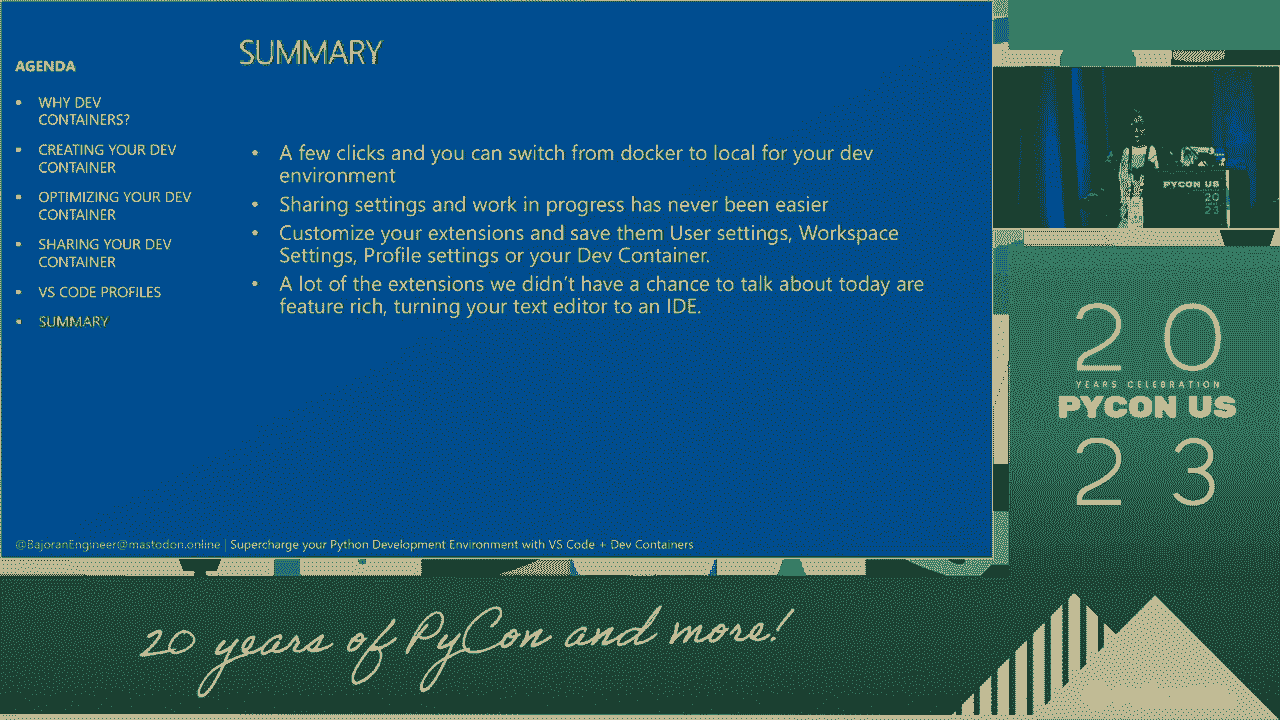 AGENDA
• WHY DEV
CONTAINERS?
• CREATING YOUR DEV
CONTAINER
• OPTIMIZING YOUR DEV
CONTAINER
• SHARING YOUR DEV
CONTAINER
• VS CODE PROFILES
• SUMMARY
SUMMARY
• A few clicks and you can switch from docker to local for your dev
environment
• Sharing settings and work in progress has never been easier
• Customize your extensions and save them User settings, Workspace
Settings, Profile settings or your Dev Container.
• A lot of the extensions we didn't have a chance to talk about today are
feature rich, turning your text editor to an IDE.
@BajoranEngineer@mastodon.online | Supercharge your Python Development Environment with VS Code + Dev Containers
PYCON US
20
23
20
YEARS CELEBRATION
PYCON US
23
20 years of PyCon and more!